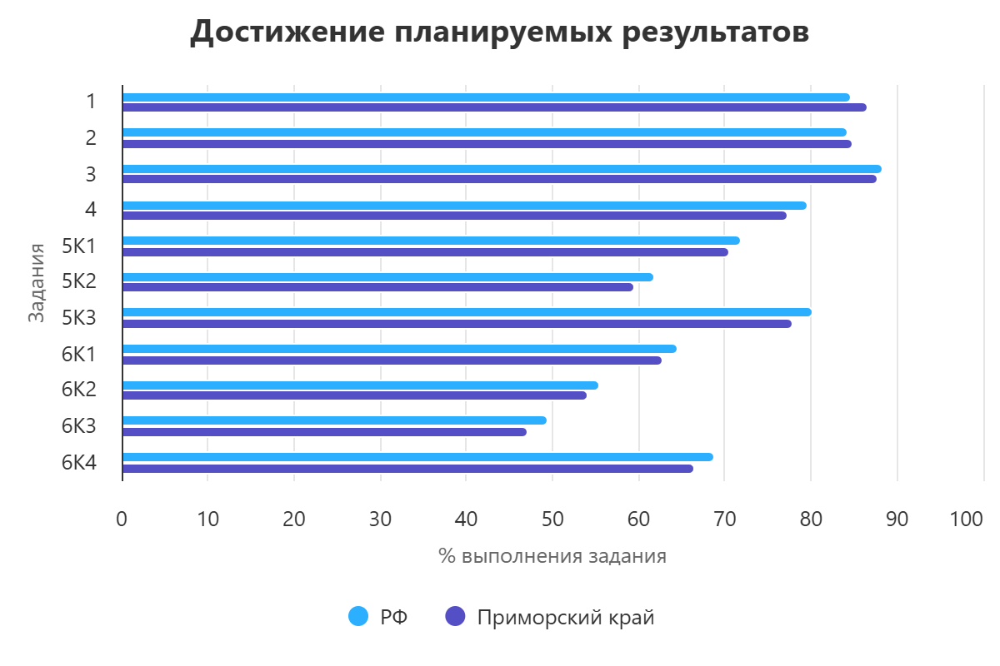 Достижение планируемых результатов
1
2
3
4
5К1
5К2
5К3
6К1
6К2
6К3
6К4
Задания
0 10 20 30 40 50 60 70 80 90 100
% выполнения задания
РФ Приморский край